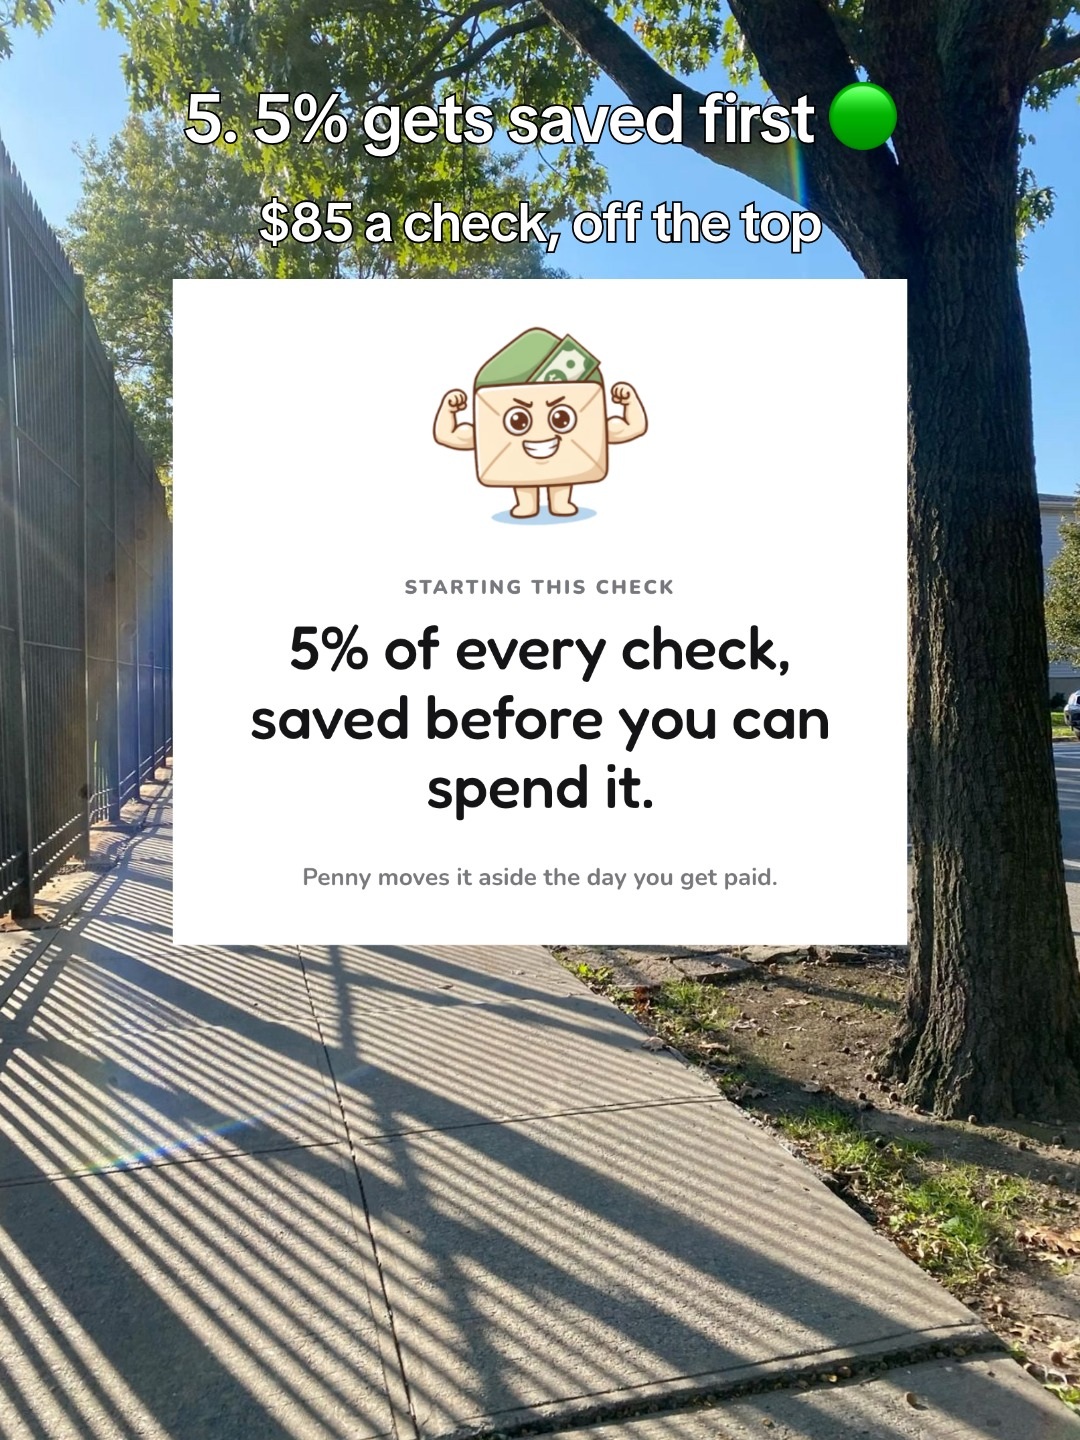 5. 5% gets saved first 🟢
$85 a check, off the top
STARTING THIS CHECK
5% of every check,
saved before you can
spend it.
Penny moves it aside the day you get paid.